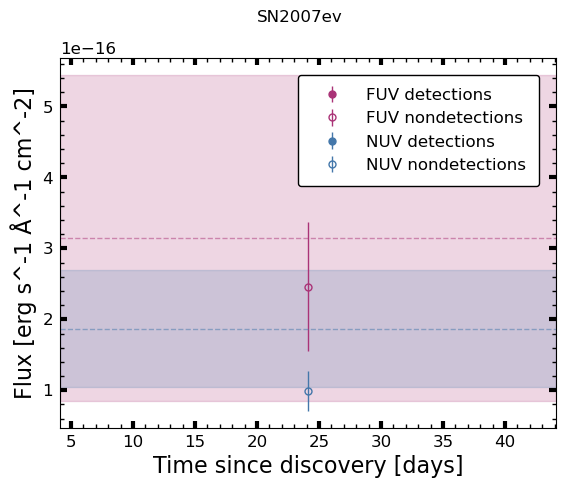 SN2007ev
1e−16
FUV detections
FUV nondetections
NUV detections
NUV nondetections
5
4
3
2
1
Flux [erg s^-1 Å^-1 cm^-2]
5 10 15 20 25 30 35 40
Time since discovery [days]